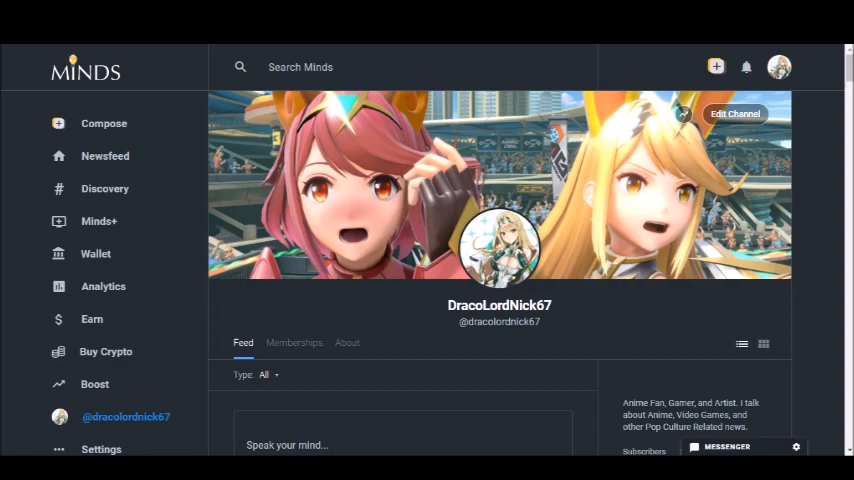 MINDS
Search Minds
Edit Channel
Compose
Newsfeed
Discovery
Minds+
Wallet
Analytics
Earn
Buy Crypto
Boost
@dracolordnick67
Settings
DracoLordNick67
@dracolordnick67
Feed Memberships About
Type: All
Speak your mind...
Anime Fan, Gamer, and Artist. I talk
about Anime, Video Games, and
other Pop Culture Related news.
Subscribers
MESSENGER